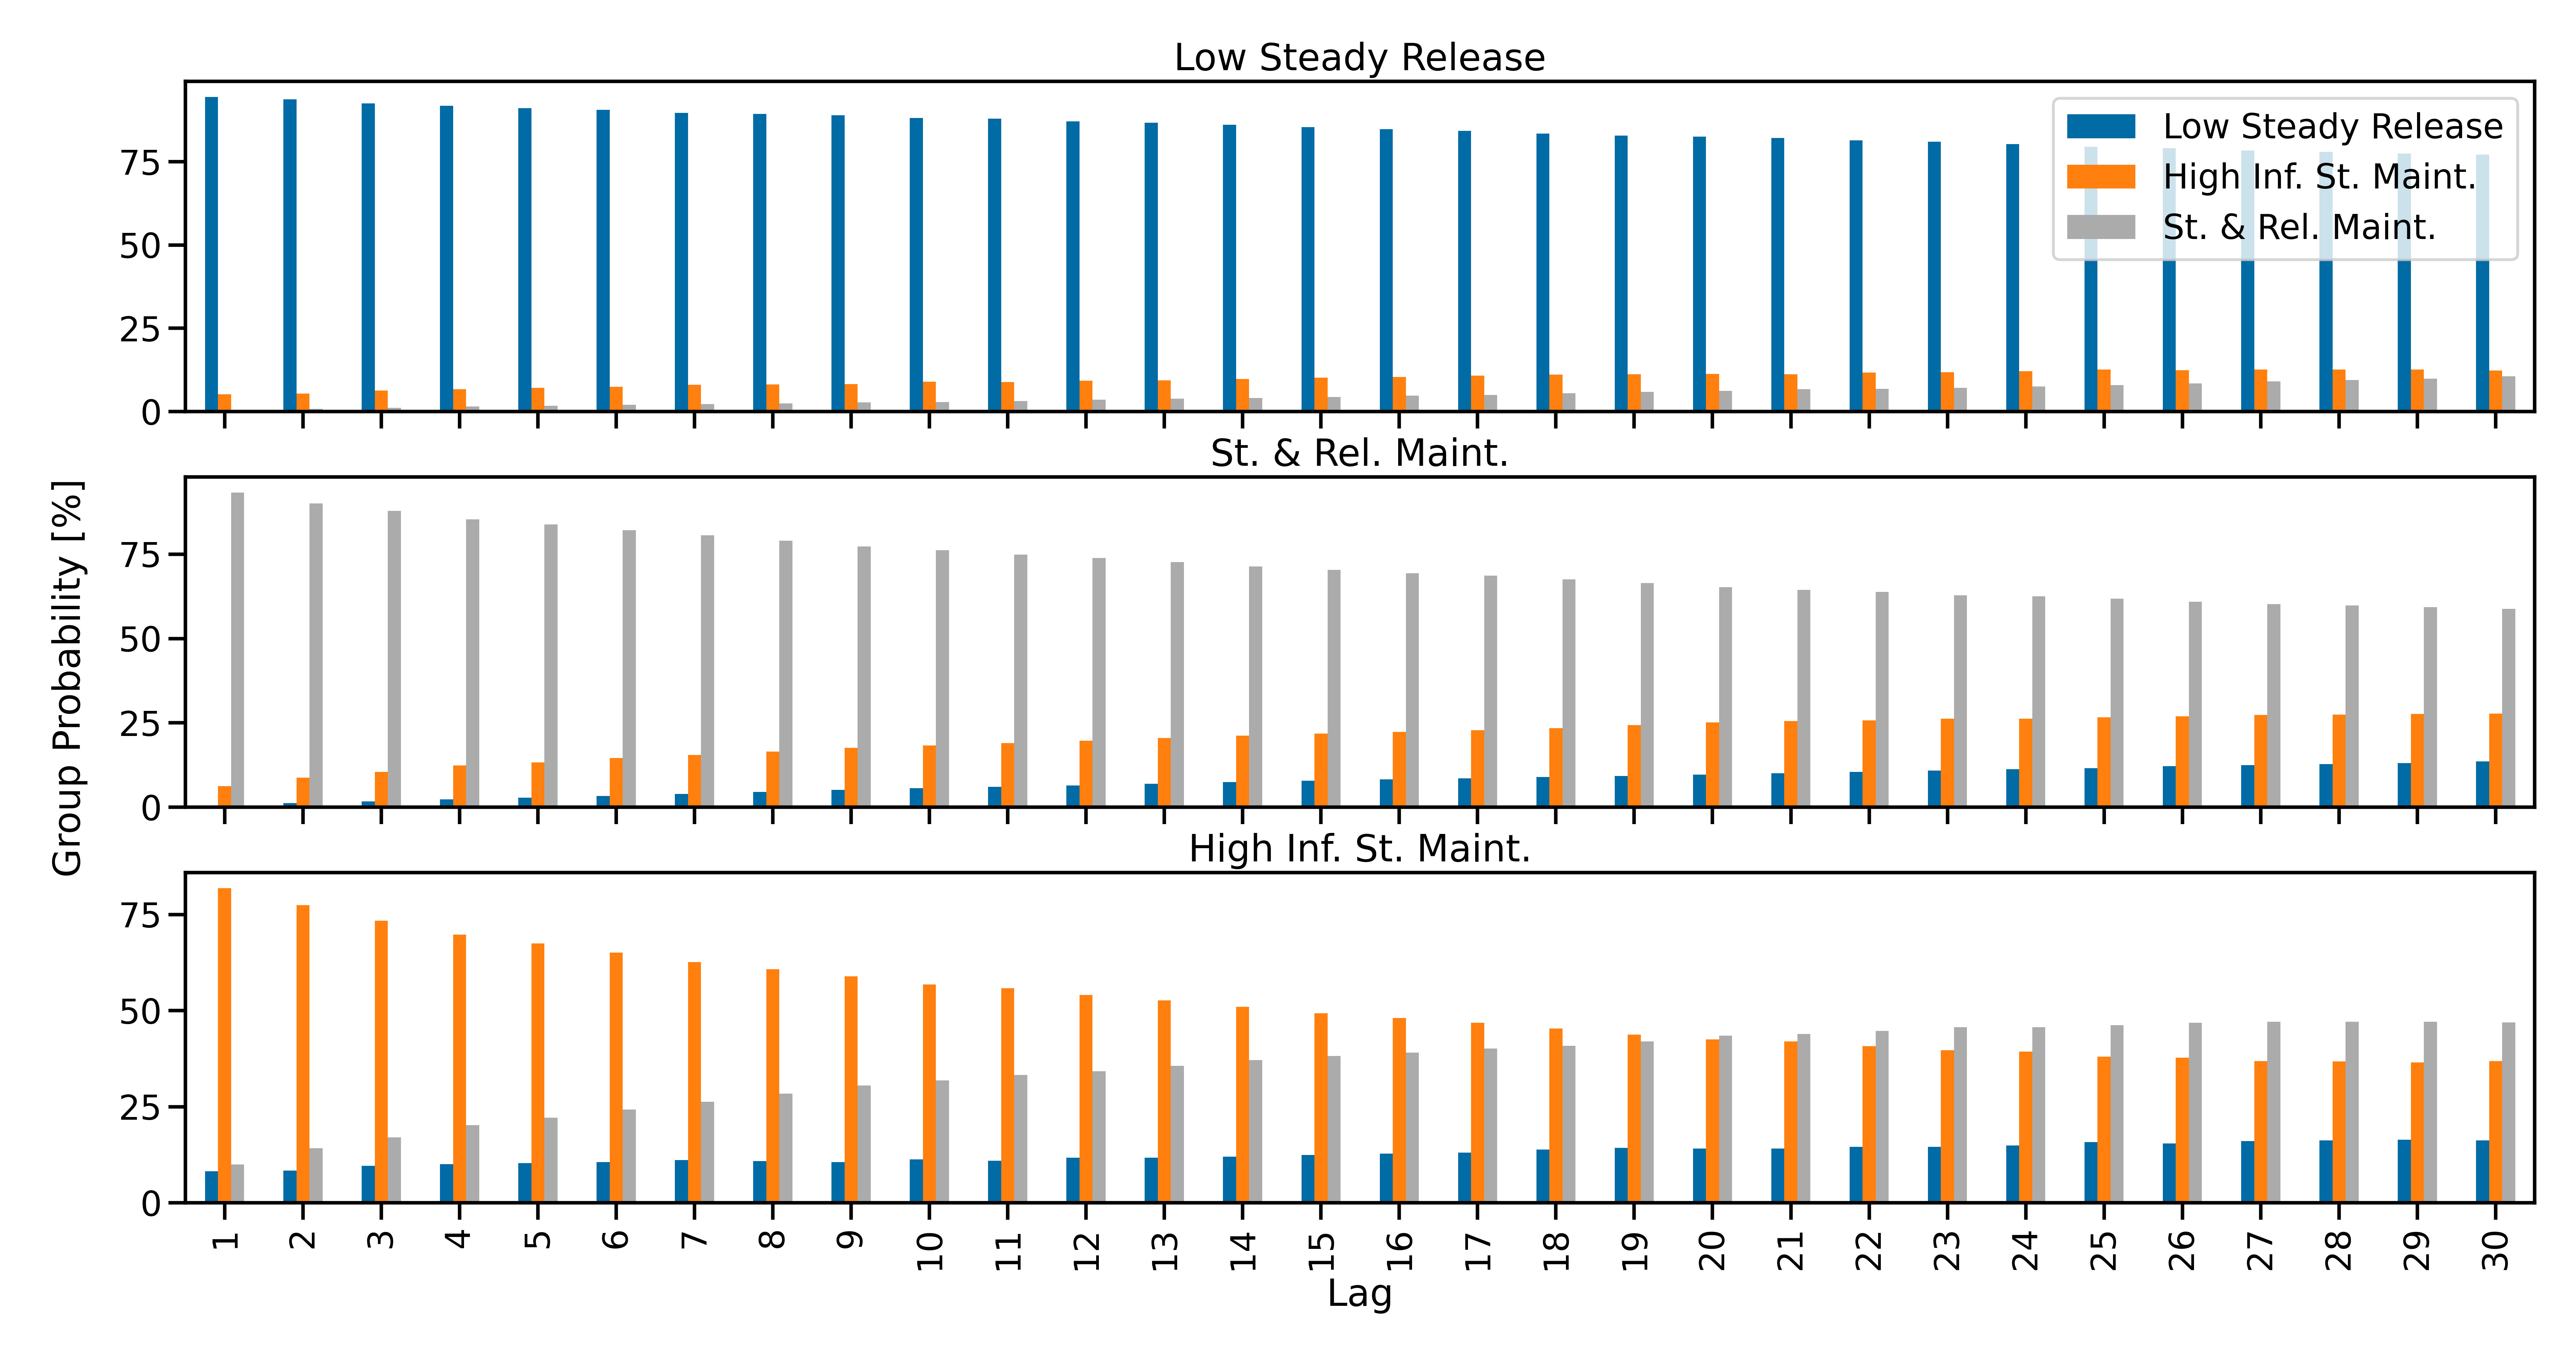 Low Steady Release
Low Steady Release
High Inf. St. Maint.
St. & Rel. Maint.
75
50
25
0
St. & Rel. Maint.
75
50
25
0
Group Probability [%]
High Inf. St. Maint.
75
50
25
0
1 2 3 4 5 6 7 8 9 10 11 12 13 14 15 16 17 18 19 20 21 22 23 24 25 26 27 28 29 30
Lag